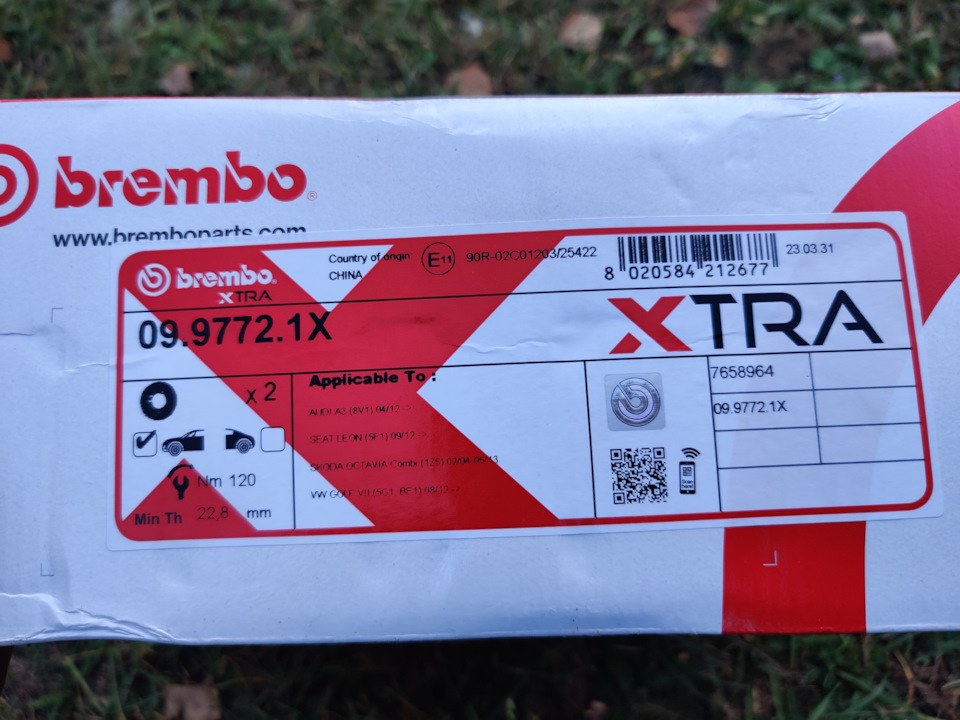 brembo®
www.bremboparts.com
brembo.
XTRA
Country of origin
CHINA
E11
90R-02C01203/25422
8 020584 212677
23.03.31
09.9772.1X
XTRA
x 2
Nm 120
Min Th 22,8 mm
Applicable To :
AUDI A3 (8V1) 04/12 ->
SEAT LEON (5F1) 09/12 ->
SKODA OCTAVIA Combi (1Z5) 02/04-06/13
VW GOLF VII (5G1, BE1) 08/12 ->
7658964
09.9772.1X